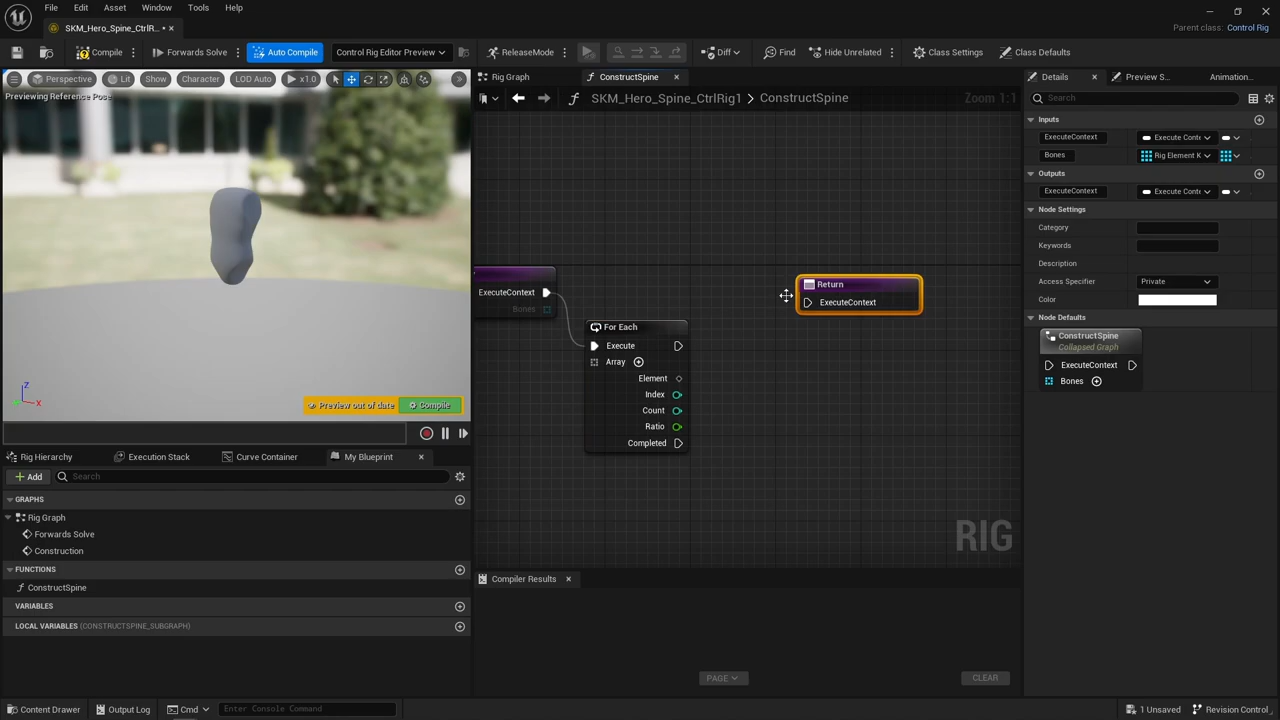 File Edit Asset Window Tools Help
SKM_Hero_Spine_CtrlR...
Parent class: Control Rig
Compile Forwards Solve Auto Compile Control Rig Editor Preview ReleaseMode Diff Find Hide Unrelated Class Settings Class Defaults
Perspective Lit Show Character LOD Auto x1.0
Previewing Reference Pose
Rig Graph ConstructSpine
SKM_Hero_Spine_CtrlRig1 > ConstructSpine
Zoom 1:1
ExecuteContext
Bones
For Each
Execute
Array
Element
Index
Count
Ratio
Completed
Return
ExecuteContext
RIG
Z
X
Preview out of date Compile
Rig Hierarchy Execution Stack Curve Container My Blueprint
Add Search
GRAPHS
Rig Graph
Forwards Solve
Construction
FUNCTIONS
ConstructSpine
VARIABLES
LOCAL VARIABLES (CONSTRUCTSPINE_SUBGRAPH)
Compiler Results
PAGE
CLEAR
Details Preview S... Animation...
Search
Inputs
ExecuteContext Execute Conte
Bones Rig Element K
Outputs
ExecuteContext Execute Conte
Node Settings
Category
Keywords
Description
Access Specifier Private
Color
Node Defaults
ConstructSpine
Collapsed Graph
ExecuteContext
Bones
Content Drawer Output Log Cmd Enter Console Command 1 Unsaved Revision Control